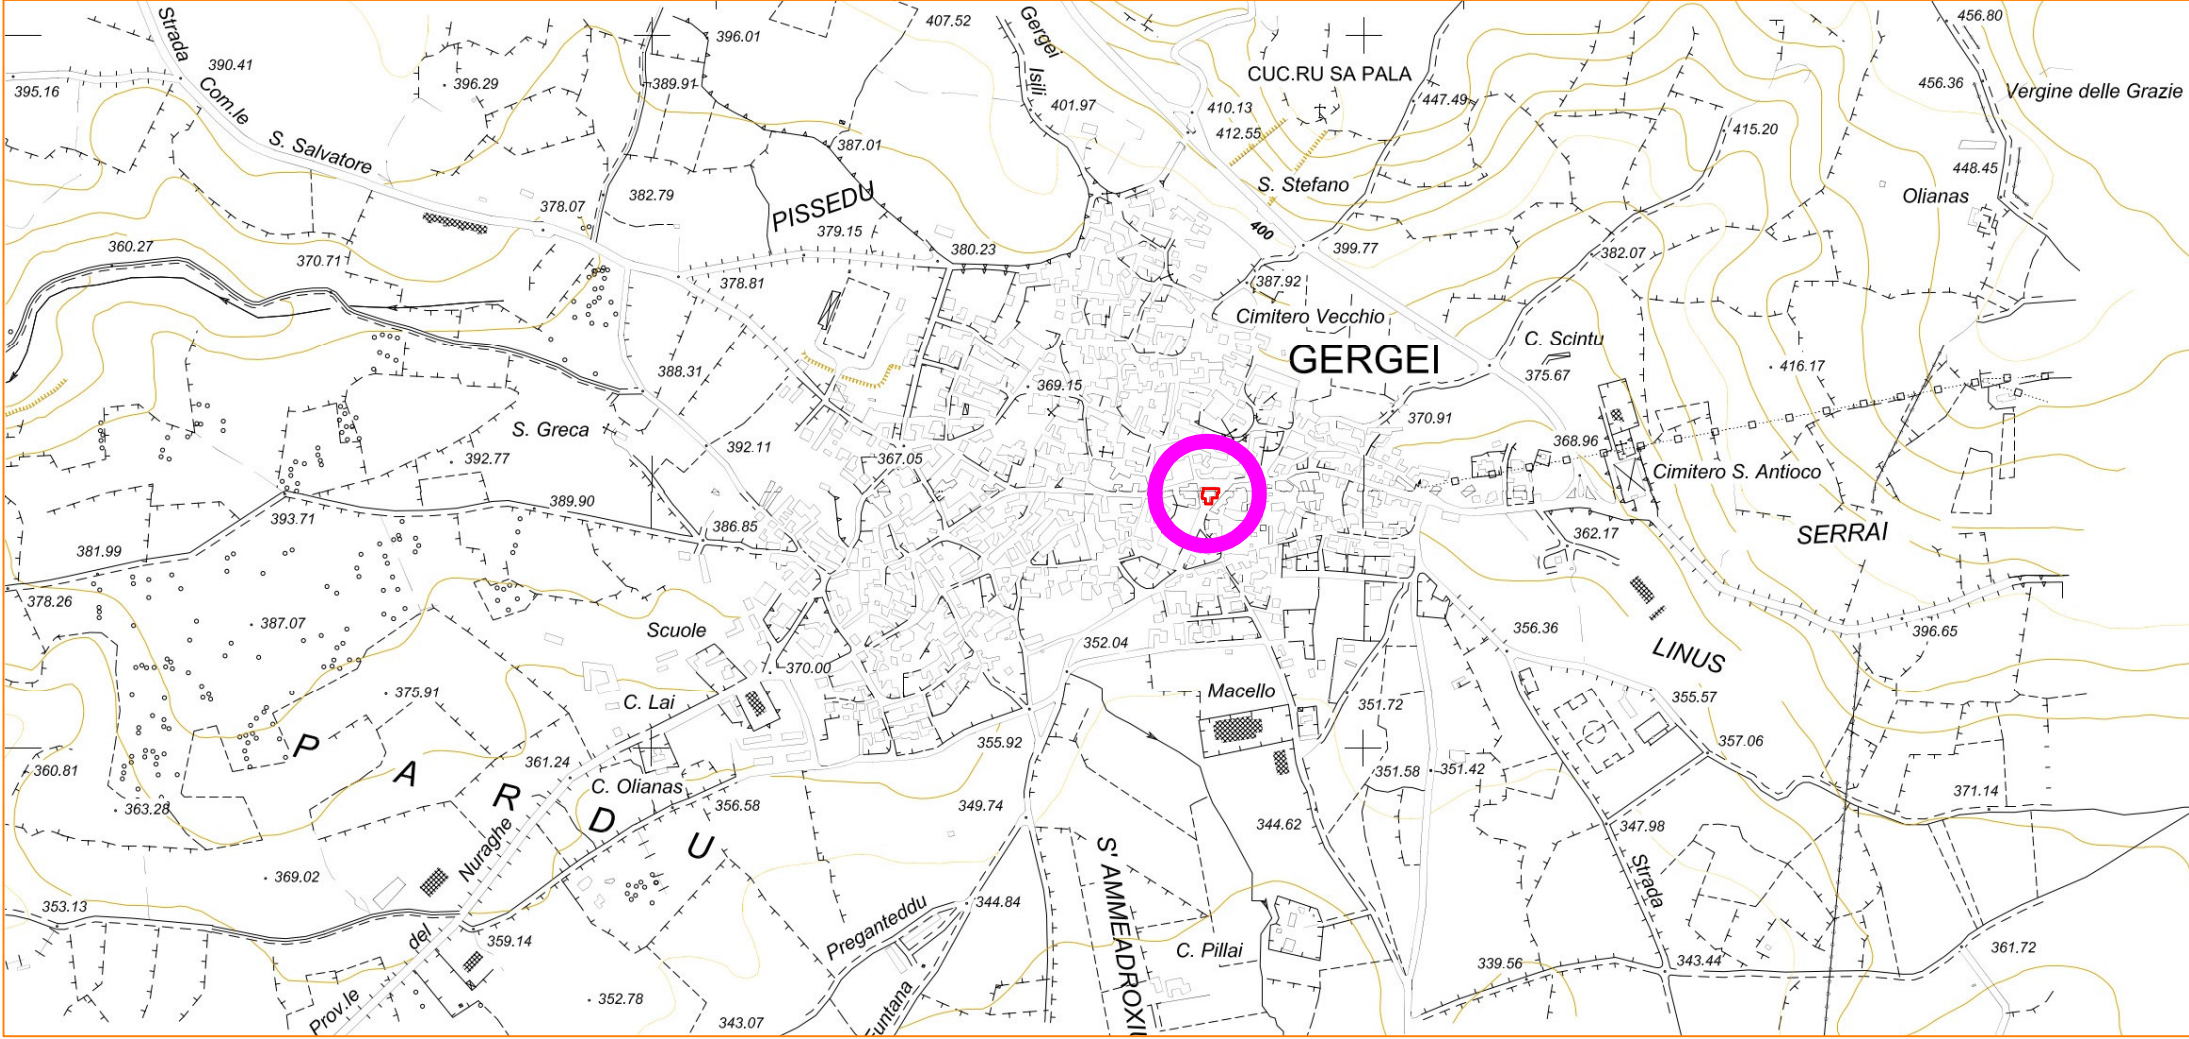 456.80
407.52
Strada
Gergei
396.01
390.41
CUC.RU SA PALA
395.16
396.29
389.91
Isili
456.36
Vergine delle Grazie
Com.le
401.97
410.13
447.49
412.55
415.20
S. Salvatore
387.01
448.45
382.79
S. Stefano
Olianas
378.07
PISSEDU
379.15
400
360.27
380.23
399.77
370.71
382.07
378.81
387.92
Cimitero Vecchio
C. Scintu
GERGEI
388.31
369.15
375.67
416.17
370.91
S. Greca
392.11
368.96
392.77
367.05
Cimitero S. Antioco
389.90
393.71
386.85
362.17
SERRAI
381.99
378.26
387.07
Scuole
352.04
356.36
396.65
LINUS
370.00
375.91
C. Lai
Macello
355.57
351.72
355.92
357.06
P A R D U
360.81
361.24
C. Olianas
351.58
351.42
363.28
356.58
349.74
371.14
344.62
347.98
Nuraghe
S' AMMEADROXIU
369.02
Strada
353.13
344.84
Preganteddu
del
359.14
C. Pillai
361.72
339.56
343.44
352.78
Prov.le
343.07
Funtana